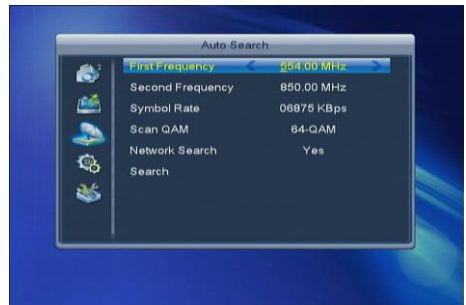 Auto Search
First Frequency < 554.00 MHz >
Second Frequency 850.00 MHz
Symbol Rate 06875 KBps
Scan QAM 64-QAM
Network Search Yes
Search